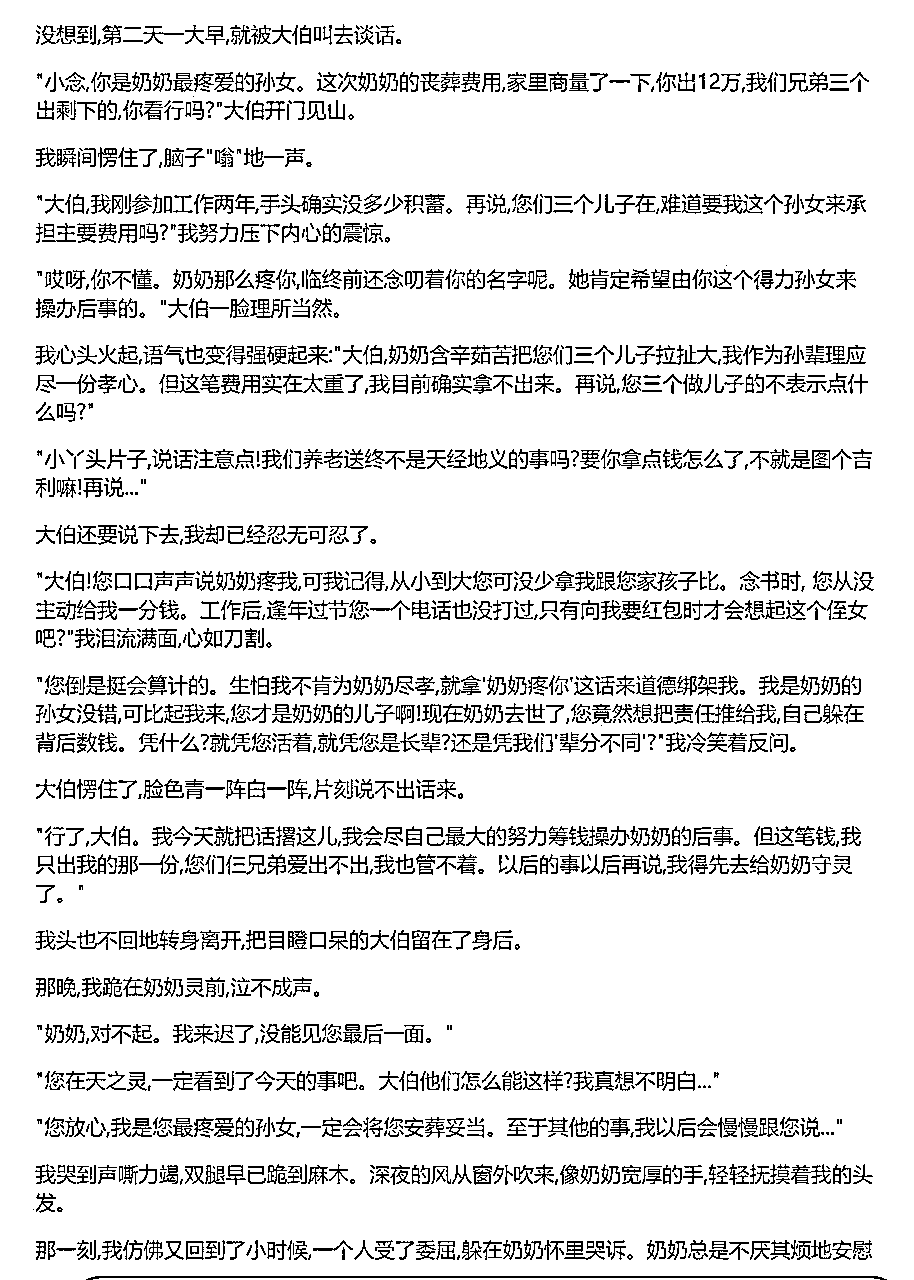 没想到,第二天一大早,就被大伯叫去谈话。
"小念,你是奶奶最疼爱的孙女。这次奶奶的丧葬费用,家里商量了一下,你出12万,我们兄弟三个
出剩下的,你看行吗?"大伯开门见山。
我瞬间愣住了,脑子"嗡"地一声。
"大伯,我刚参加工作两年,手头确实没多少积蓄。再说,您们三个儿子在,难道要我这个孙女来承
担主要费用吗?"我努力压下内心的震惊。
"哎呀,你不懂。奶奶那么疼你,临终前还念叨着你的名字呢。她肯定希望由你这个得力孙女来
操办后事的。"大伯一脸理所当然。
我心头火起,语气也变得强硬起来:"大伯,奶奶含辛茹苦把您们三个儿子拉扯大,我作为孙辈理应
尽一份孝心。但这笔费用实在太重了,我目前确实拿不出来。再说,您三个做儿子的不表示点什
么吗?"
"小丫头片子,说话注意点!我们养老送终不是天经地义的事吗?要你拿点钱怎么了,不就是图个吉
利嘛!再说..."
大伯还要说下去,我却已经忍无可忍了。
"大伯!您口口声声说奶奶疼我,可我记得,从小到大您可没少拿我跟您家孩子比。念书时, 您从没
主动给我一分钱。工作后,逢年过节您一个电话也没打过,只有向我要红包时才会想起这个侄女
吧?"我泪流满面,心如刀割。
"您倒是挺会算计的。生怕我不肯为奶奶尽孝,就拿'奶奶疼你'这话来道德绑架我。我是奶奶的
孙女没错,可比起我来,您才是奶奶的儿子啊!现在奶奶去世了,您竟然想把责任推给我,自己躲在
背后数钱。凭什么?就凭您活着,就凭您是长辈?还是凭我们'辈分不同'?"我冷笑着反问。
大伯愣住了,脸色青一阵白一阵,片刻说不出话来。
"行了,大伯。我今天就把话撂这儿,我会尽自己最大的努力筹钱操办奶奶的后事。但这笔钱,我
只出我的那一份,您们仨兄弟爱出不出,我也管不着。以后的事以后再说,我得先去给奶奶守灵
了。"
我头也不回地转身离开,把目瞪口呆的大伯留在了身后。
那晚,我跪在奶奶灵前,泣不成声。
"奶奶,对不起。我来迟了,没能见您最后一面。"
"您在天之灵,一定看到了今天的事吧。大伯他们怎么能这样?我真想不明白..."
"您放心,我是您最疼爱的孙女,一定会将您安葬妥当。至于其他的事,我以后会慢慢跟您说..."
我哭到声嘶力竭,双腿早已跪到麻木。深夜的风从窗外吹来,像奶奶宽厚的手,轻轻抚摸着我的头
发。
那一刻,我仿佛又回到了小时候,一个人受了委屈,躲在奶奶怀里哭诉。奶奶总是不厌其烦地安慰